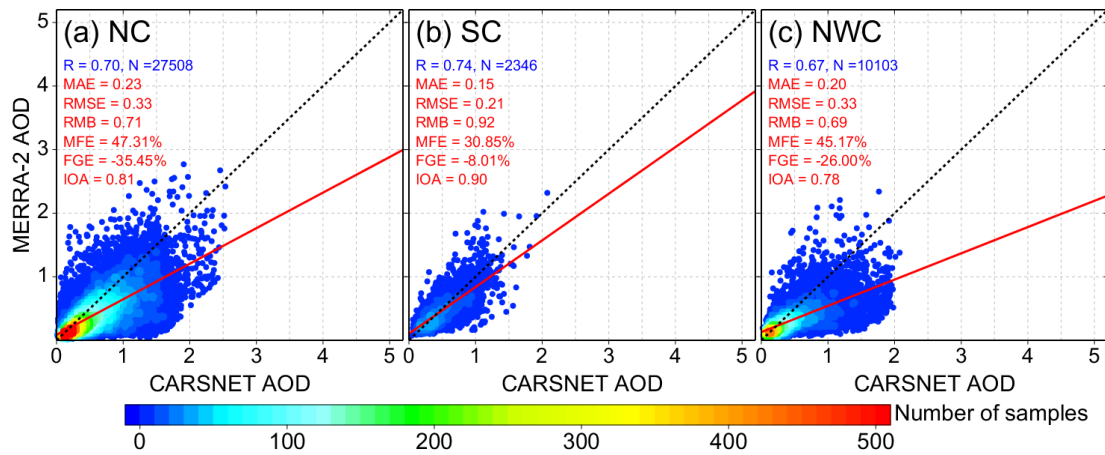 (a) NC
R = 0.70, N =27508
MAE = 0.23
RMSE = 0.33
RMB = 0.71
MFE = 47.31%
FGE = -35.45%
IOA = 0.81
(b) SC
R = 0.74, N =2346
MAE = 0.15
RMSE = 0.21
RMB = 0.92
MFE = 30.85%
FGE = -8.01%
IOA = 0.90
(c) NWC
R = 0.67, N =10103
MAE = 0.20
RMSE = 0.33
RMB = 0.69
MFE = 45.17%
FGE = -26.00%
IOA = 0.78
MERRA-2 AOD
5
4
3
2
1
0 1 2 3 4 5
0 1 2 3 4 5
0 1 2 3 4 5
CARSNET AOD
CARSNET AOD
CARSNET AOD
Number of samples
0 100 200 300 400 500